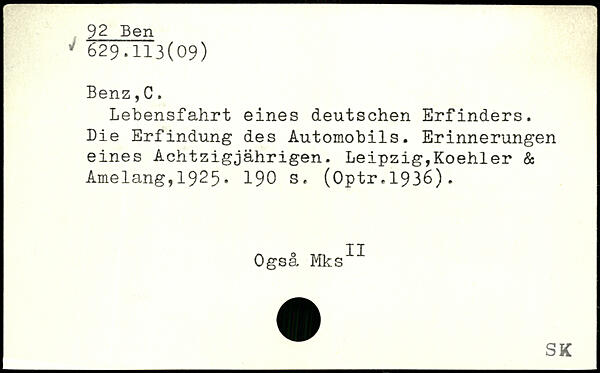 92 Ben
629.113(09)
Benz,C.
Lebensfahrt eines deutschen Erfinders.
Die Erfindung des Automobils. Erinnerungen
eines Achtzigjährigen. Leipzig,Koehler &
Amelang,1925. 190 s. (Optr.1936).
Også Mks II
SK